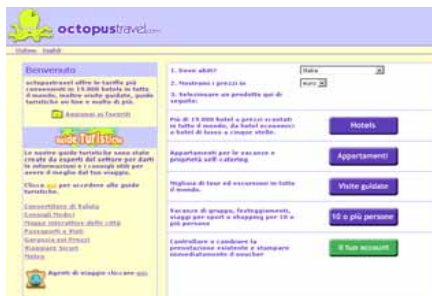 octopustravel.com
Italiano English
Benvenuto
octopustravel offre le tariffe più
convenienti in 19.000 hotels in tutto
il mondo, inoltre visite guidate, guide
turistiche on line e molto di più.
Aggiungi ai Favoriti
GUIDE TURISTICHE
Le nostre guide turistiche sono state
create da esperti del settore per darti
le informazioni e i consigli utili per
avere il meglio dal tuo viaggio.
Clicca qui per accedere alle guide
turistiche.
Convertitore di Valuta
Consigli Medici
Mappa interattiva delle città
Passaporti e Visti
Garanzia sui Prezzi
Viaggiare Sicuri
Meteo
Agenti di viaggio cliccare qui
1. Dove abiti?
Italia
2. Mostrami i prezzi in
euro
3. Selezionare un prodotto qui di
seguito:
Più di 19.000 hotel a prezzi scontati
in tutto il mondo, da hotel economici
a hotel di lusso a cinque stelle.
Hotels
Appartamenti per le vacanze e
proprietà self-catering
Appartamenti
Migliaia di tour ed escursioni in tutto
il mondo.
Visite guidate
Vacanze di gruppo, festeggiamenti,
viaggi per sport o shopping per 10 o
più persone
10 o più persone
Controllare o cambiare la
prenotazione esistente e stampare
immediatamente il voucher
Il tuo account